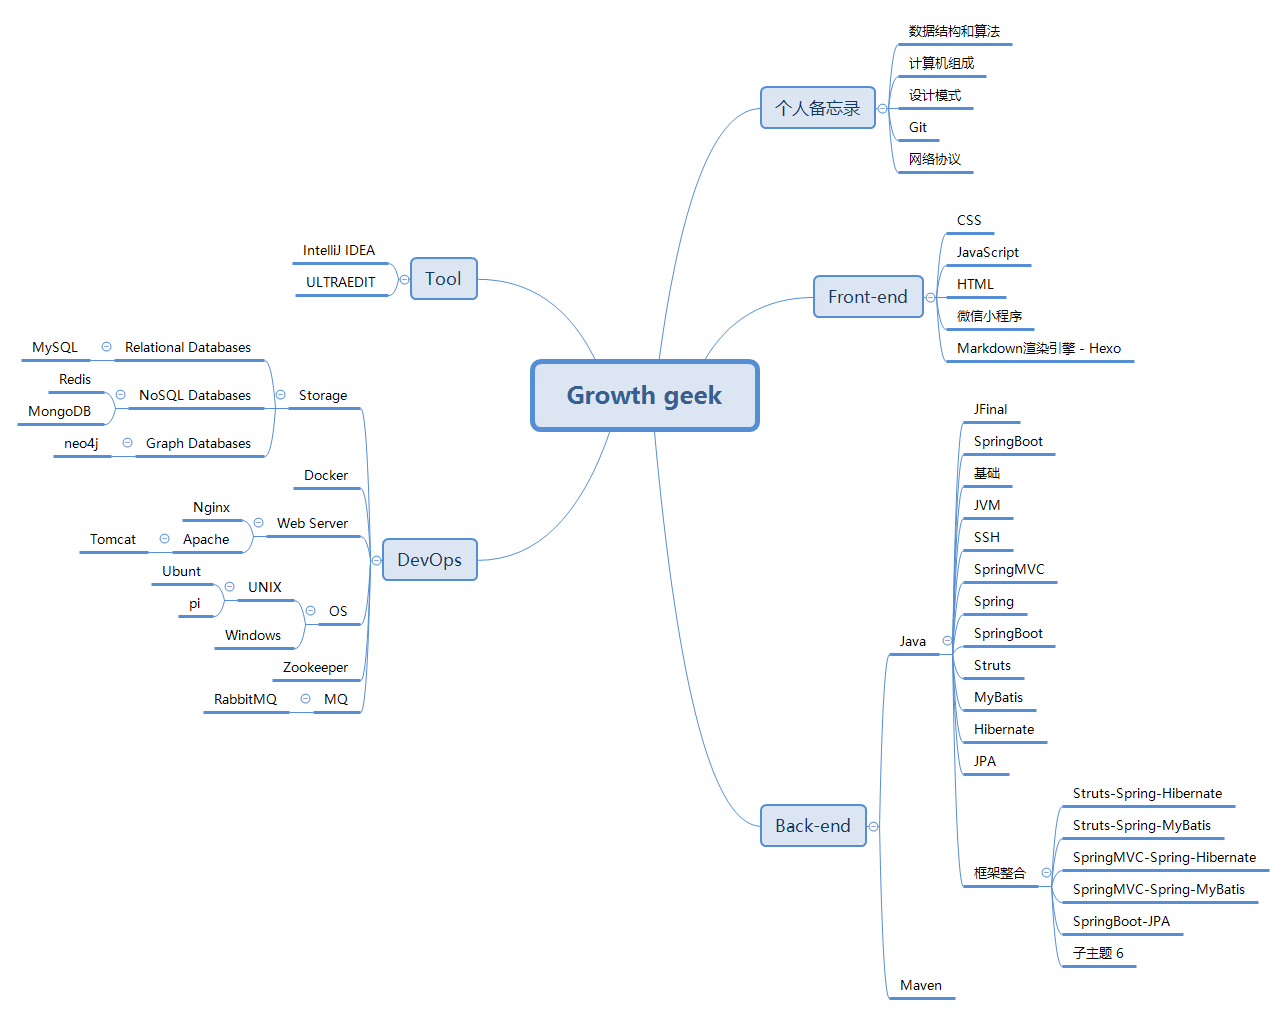 Growth geek
个人备忘录
数据结构和算法
计算机组成
设计模式
Git
网络协议
Front-end
CSS
JavaScript
HTML
微信小程序
Markdown渲染引擎 - Hexo
Back-end
Java
JFinal
SpringBoot
基础
JVM
SSH
SpringMVC
Spring
SpringBoot
Struts
MyBatis
Hibernate
JPA
框架整合
Struts-Spring-Hibernate
Struts-Spring-MyBatis
SpringMVC-Spring-Hibernate
SpringMVC-Spring-MyBatis
SpringBoot-JPA
子主题 6
Maven
Tool
IntelliJ IDEA
ULTRAEDIT
DevOps
Storage
Relational Databases
MySQL
NoSQL Databases
Redis
MongoDB
Graph Databases
neo4j
Docker
Web Server
Nginx
Apache
Tomcat
OS
UNIX
Ubunt
pi
Windows
Zookeeper
MQ
RabbitMQ